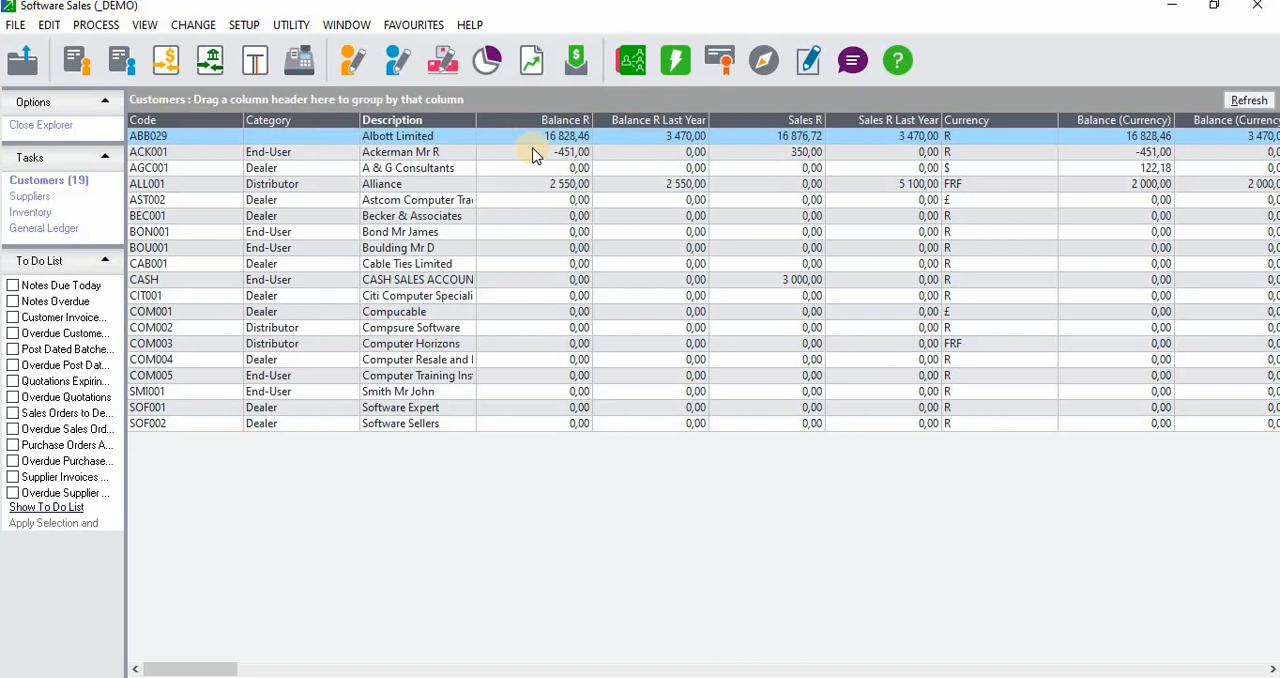 Software Sales (_DEMO)
FILE EDIT PROCESS VIEW CHANGE SETUP UTILITY WINDOW FAVOURITES HELP
Options
Close Explorer
Tasks
Customers (19)
Suppliers
Inventory
General Ledger
To Do List
Notes Due Today
Notes Overdue
Customer Invoice...
Overdue Custome...
Post Dated Batche...
Overdue Post Dat...
Quotations Expirin...
Overdue Quotations
Sales Orders to De...
Overdue Sales Ord...
Purchase Orders A...
Overdue Purchase...
Supplier Invoices ...
Overdue Supplier ...
Show To Do List
Apply Selection and
Customers : Drag a column header here to group by that column Refresh
Code Category Description Balance R Balance R Last Year Sales R Sales R Last Year Currency Balance (Currency) Balance (Currenc
ABB029 Albott Limited 16 828,46 3 470,00 16 876,72 3 470,00 R 16 828,46 3 470,0
ACK001 End-User Ackerman Mr R -451,00 0,00 350,00 0,00 R -451,00 0,0
AGC001 Dealer A & G Consultants 0,00 0,00 0,00 0,00 $ 122,18 0,0
ALL001 Distributor Alliance 2 550,00 2 550,00 0,00 5 100,00 FRF 2 000,00 2 000,0
AST002 Dealer Astcom Computer Tra 0,00 0,00 0,00 0,00 £ 0,00 0,0
BEC001 Dealer Becker & Associates 0,00 0,00 0,00 0,00 R 0,00 0,0
BON001 End-User Bond Mr James 0,00 0,00 0,00 0,00 R 0,00 0,0
BOU001 End-User Boulding Mr D 0,00 0,00 0,00 0,00 R 0,00 0,0
CAB001 Dealer Cable Ties Limited 0,00 0,00 0,00 0,00 R 0,00 0,0
CASH End-User CASH SALES ACCOUN 0,00 0,00 3 000,00 0,00 R 0,00 0,0
CIT001 Dealer Citi Computer Speciali 0,00 0,00 0,00 0,00 R 0,00 0,0
COM001 Dealer Compucable 0,00 0,00 0,00 0,00 £ 0,00 0,0
COM002 Distributor Compsure Software 0,00 0,00 0,00 0,00 R 0,00 0,0
COM003 Distributor Computer Horizons 0,00 0,00 0,00 0,00 FRF 0,00 0,0
COM004 Dealer Computer Resale and 0,00 0,00 0,00 0,00 R 0,00 0,0
COM005 End-User Computer Training Ins 0,00 0,00 0,00 0,00 R 0,00 0,0
SMI001 End-User Smith Mr John 0,00 0,00 0,00 0,00 R 0,00 0,0
SOF001 Dealer Software Expert 0,00 0,00 0,00 0,00 R 0,00 0,0
SOF002 Dealer Software Sellers 0,00 0,00 0,00 0,00 R 0,00 0,0